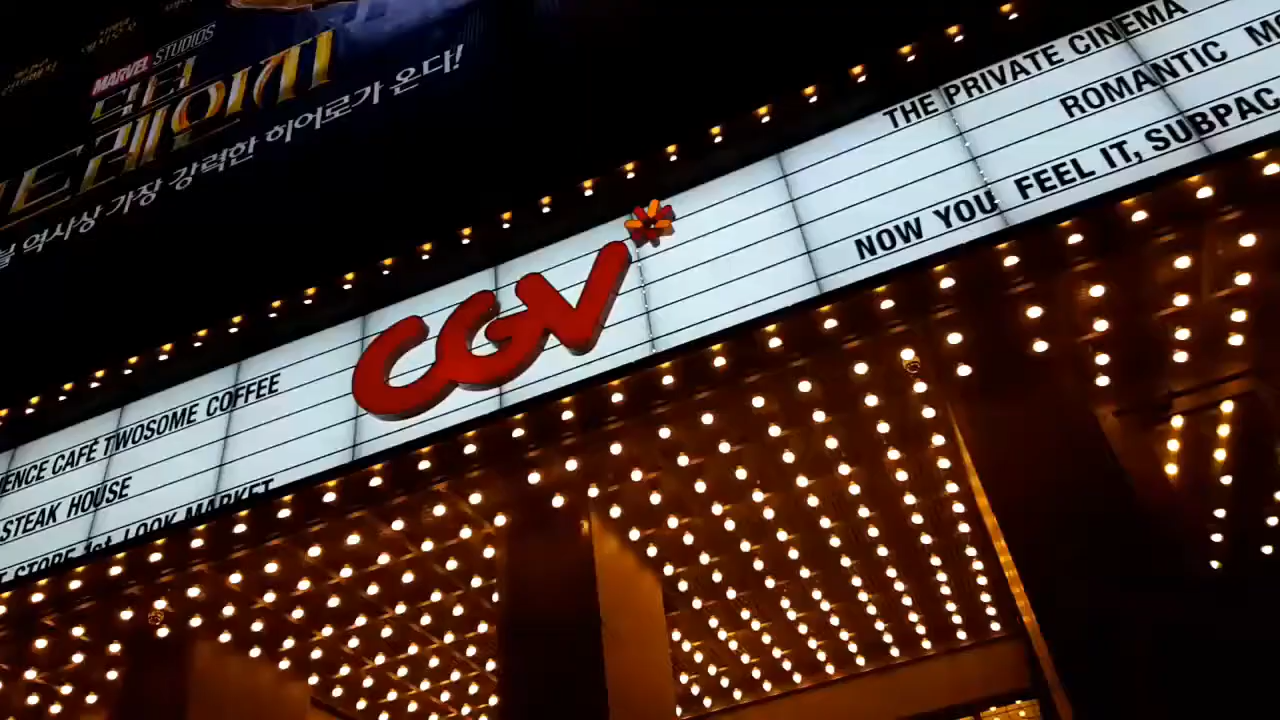 MARVEL STUDIOS
닥터
스트레인지
역사상 가장 강력한 히어로가 온다!
THE PRIVATE CINEMA
ROMANTIC
NOW YOU FEEL IT, SUBPAC
CGV
CAFÉ TWOSOME COFFEE
STEAK HOUSE
STORE 1st LOOK MARKET